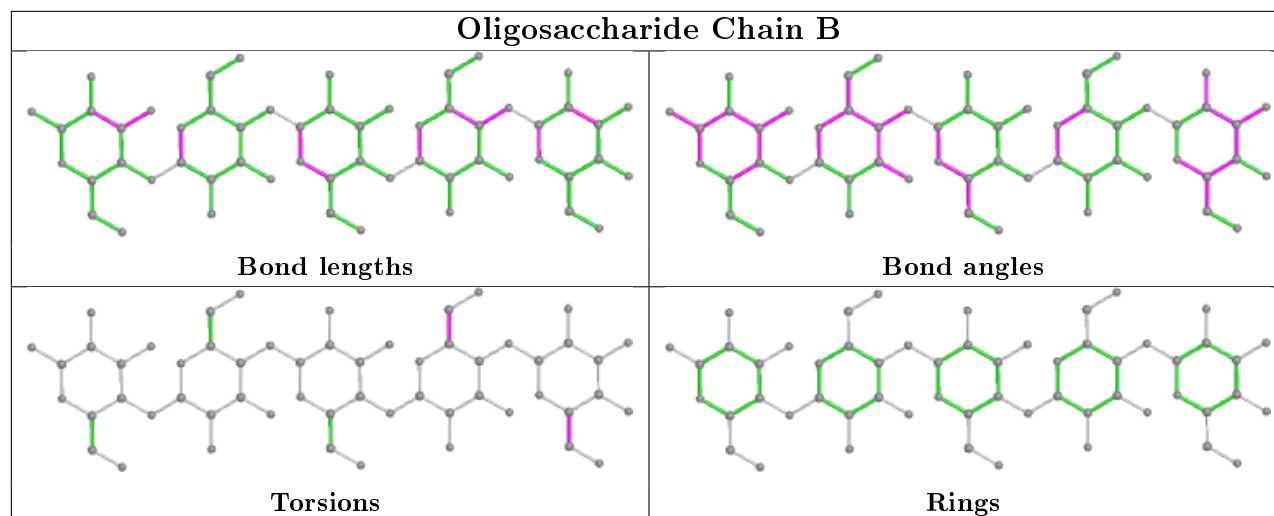 Oligosaccharide Chain B
Bond lengths
Bond angles
Torsions
Rings